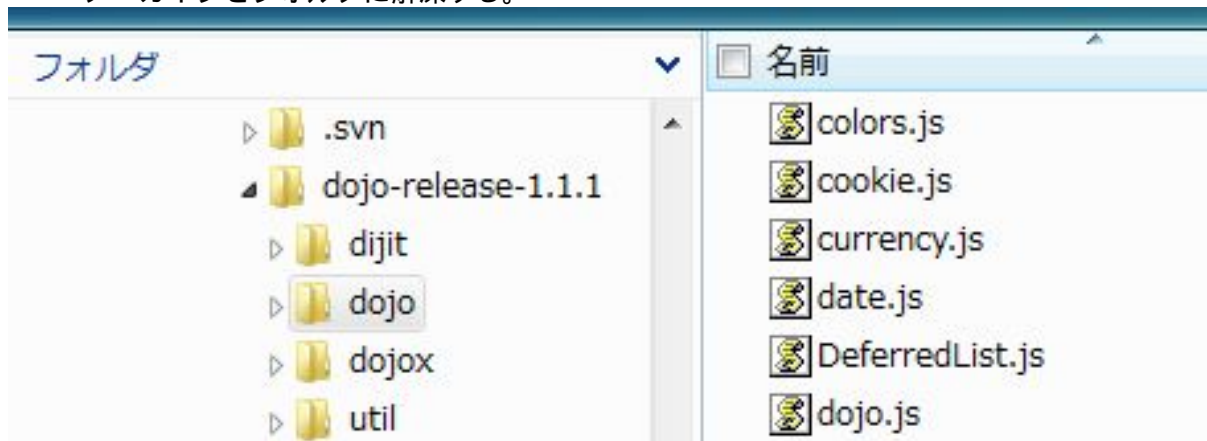 フォルダ
.svn
dojo-release-1.1.1
dijit
dojo
dojox
util
名前
colors.js
cookie.js
currency.js
date.js
DeferredList.js
dojo.js